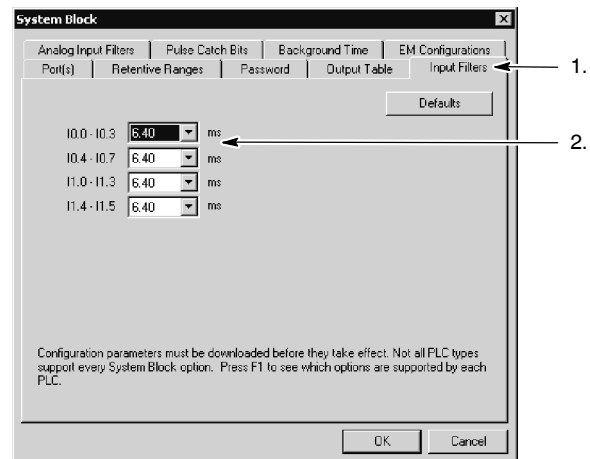 System Block
Analog Input Filters Pulse Catch Bits Background Time EM Configurations
Port(s) Retentive Ranges Password Output Table Input Filters 1.
Defaults
I0.0 - I0.3 6.40 ms 2.
I0.4 - I0.7 6.40 ms
I1.0 - I1.3 6.40 ms
I1.4 - I1.5 6.40 ms
Configuration parameters must be downloaded before they take effect. Not all PLC types
support every System Block option. Press F1 to see which options are supported by each
PLC.
OK Cancel